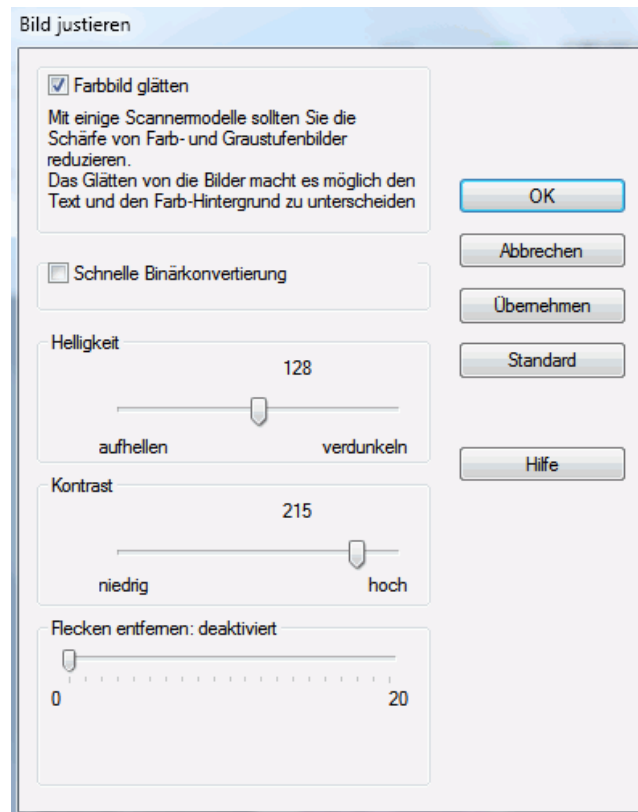 Bild justieren
Farbbild glätten
Mit einige Scannermodelle sollten Sie die
Schärfe von Farb- und Graustufenbilder
reduzieren.
Das Glätten von die Bilder macht es möglich den
Text und den Farb-Hintergrund zu unterscheiden
Schnelle Binärkonvertierung
Helligkeit
128
aufhellen verdunkeln
Kontrast
215
niedrig hoch
Flecken entfernen: deaktiviert
0 20
OK
Abbrechen
Übernehmen
Standard
Hilfe